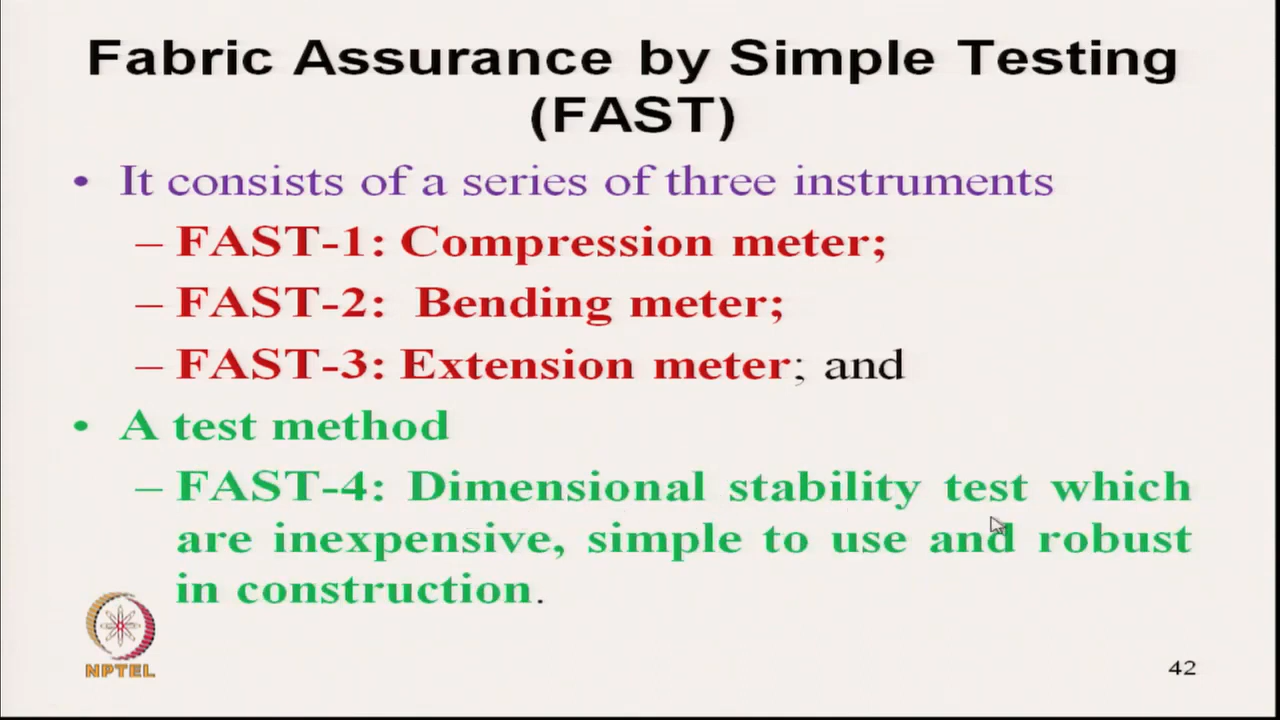 Fabric Assurance by Simple Testing
(FAST)
• It consists of a series of three instruments
– FAST-1: Compression meter;
– FAST-2: Bending meter;
– FAST-3: Extension meter; and
• A test method
– FAST-4: Dimensional stability test which
are inexpensive, simple to use and robust
in construction.
NPTEL
42